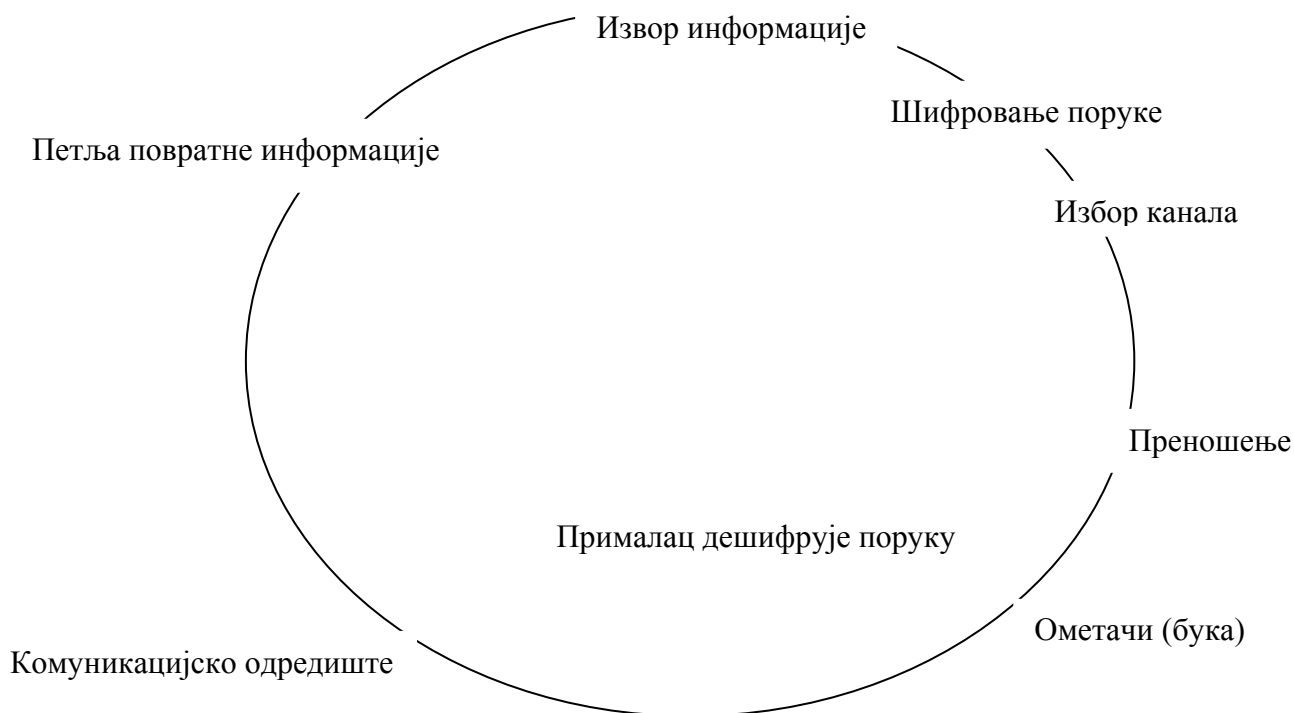 Извор информације
Шифровање поруке
Петља повратне информације
Избор канала
Преношење
Прималац дешифрује поруку
Ометачи (бука)
Комуникацијско одредиште